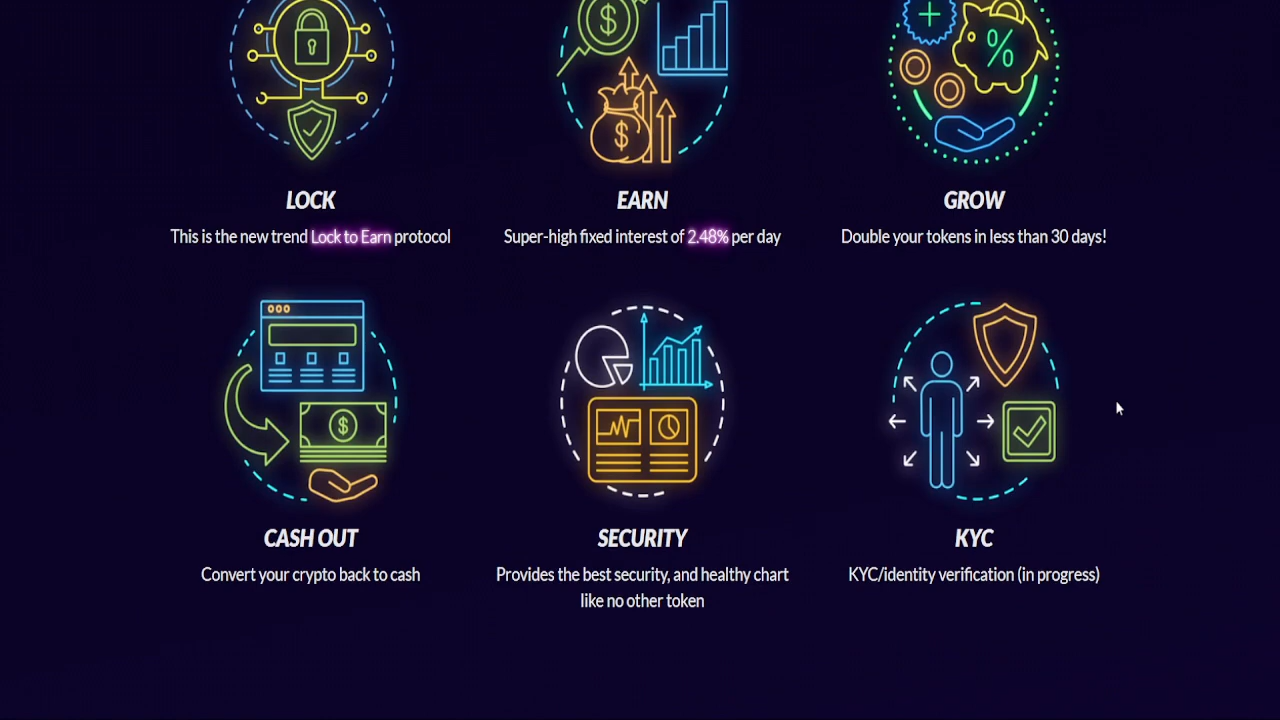 LOCK
This is the new trend Lock to Earn protocol
EARN
Super-high fixed interest of 2.48% per day
GROW
Double your tokens in less than 30 days!
CASH OUT
Convert your crypto back to cash
SECURITY
Provides the best security, and healthy chart
like no other token
KYC
KYC/identity verification (in progress)